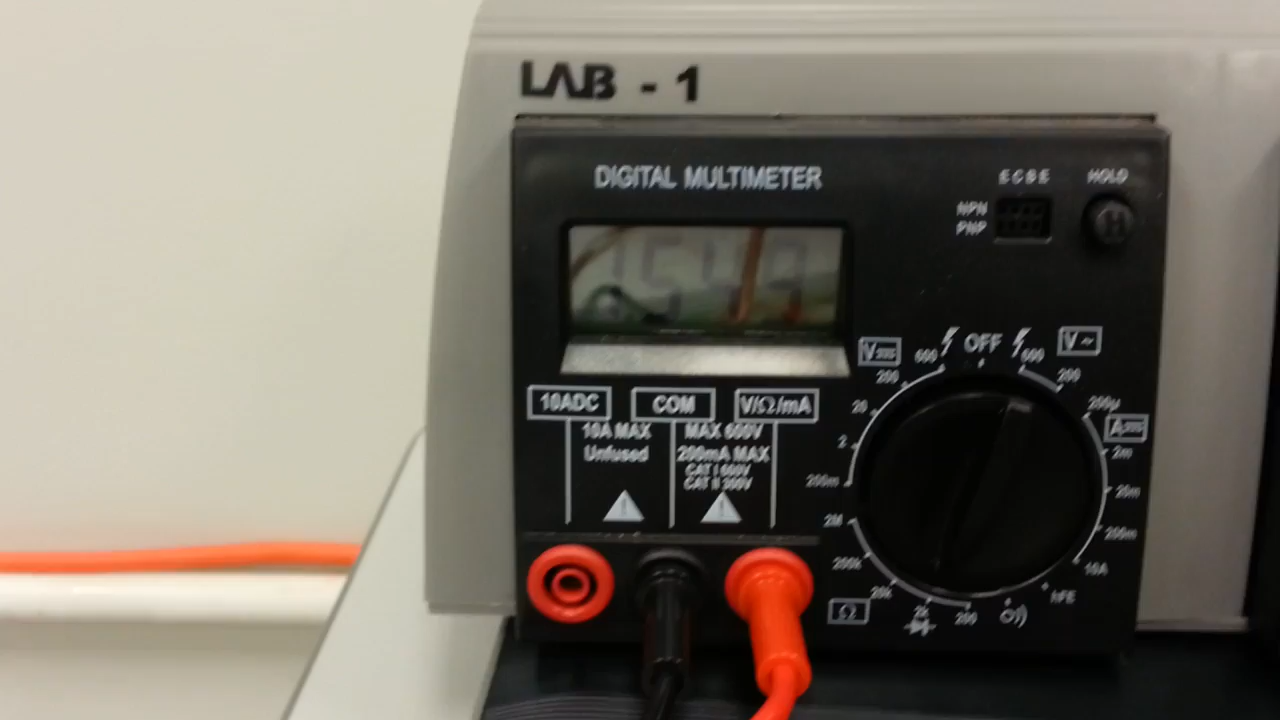 LAB - 1
DIGITAL MULTIMETER
E C B E
HOLD
NPN
PNP
H
V
600
OFF
500
V~
200
200
200µ
20
A
2
2m
200m
20m
2M
200m
200k
10A
20k
hFE
Ω
2k
200
10ADC
COM
V/Ω/mA
10A MAX
Unfused
MAX 600V
200mA MAX
CAT I 600V
CAT II 300V